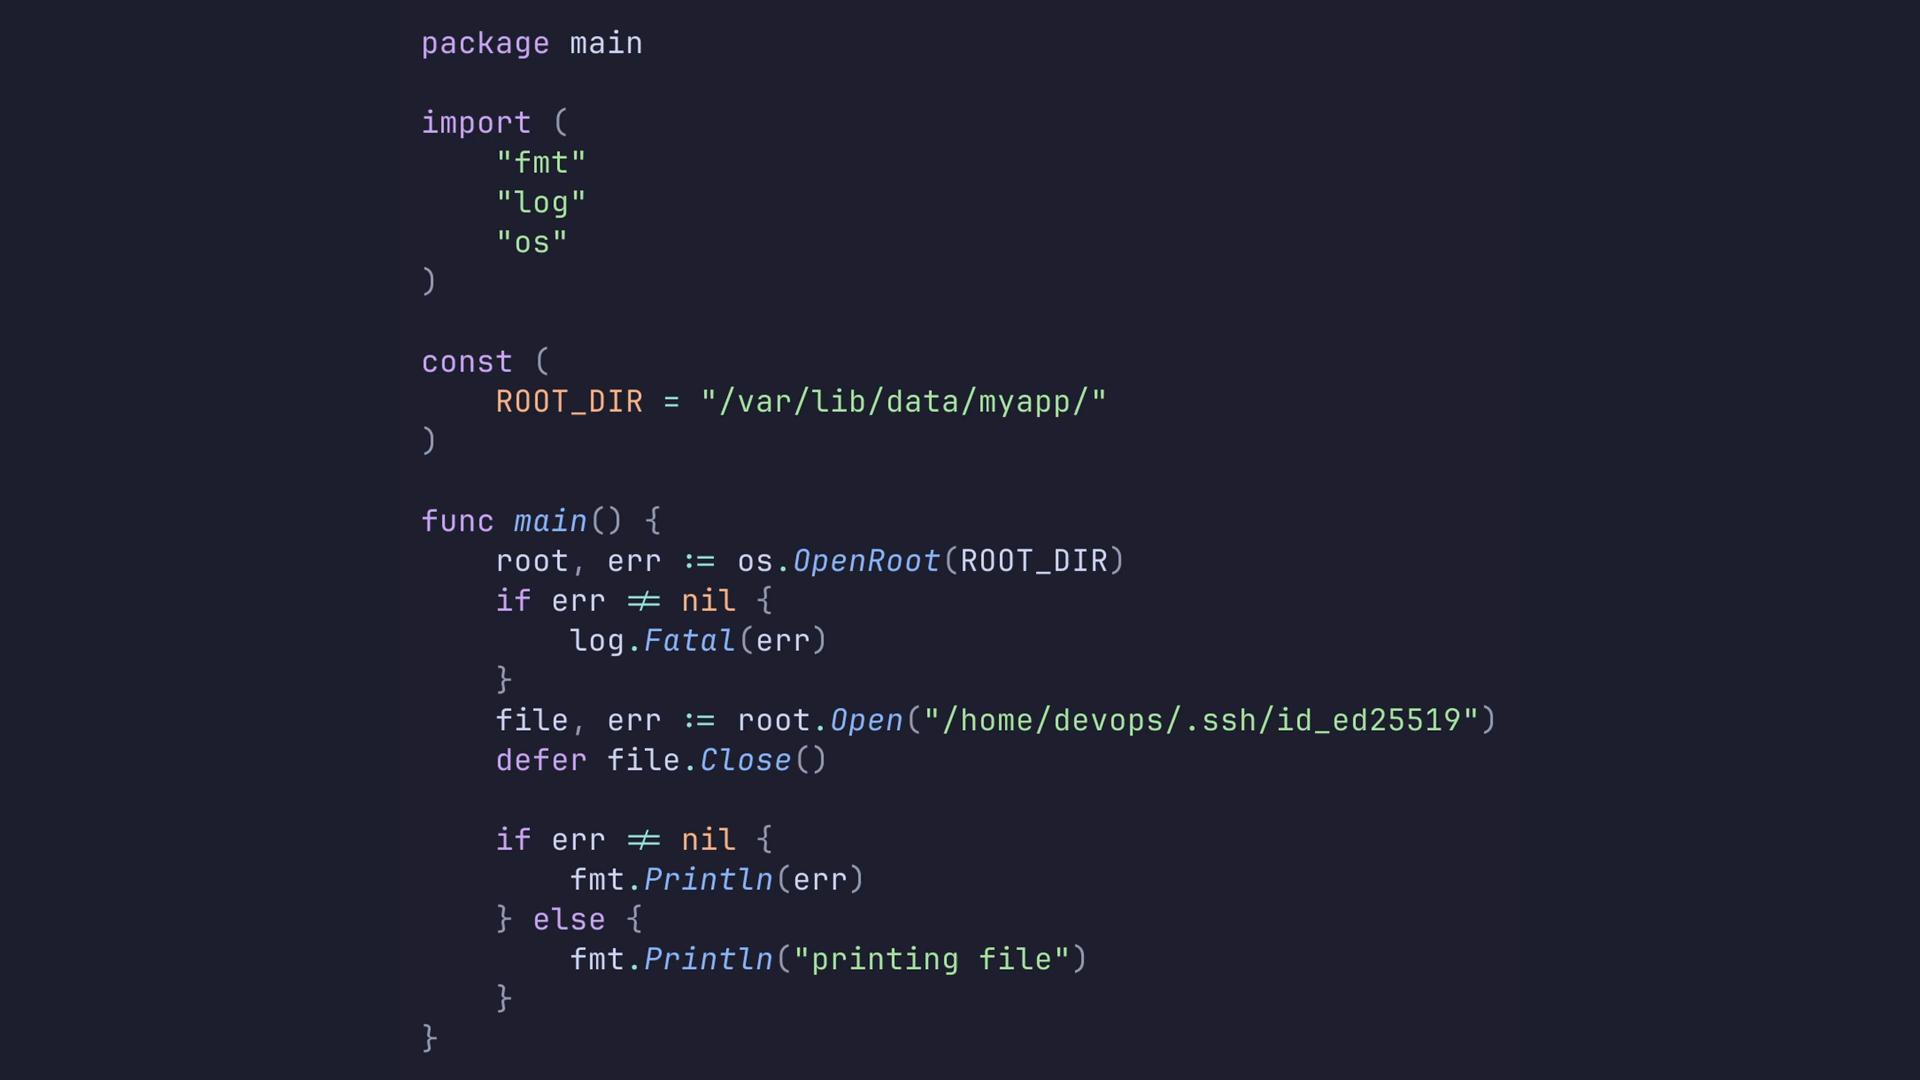 package main
import (
"fmt"
"log"
"os"
)
const (
ROOT_DIR = "/var/lib/data/myapp/"
)
func main() {
root, err := os.OpenRoot(ROOT_DIR)
if err ≠ nil {
log.Fatal(err)
}
file, err := root.Open("/home/devops/.ssh/id_ed25519")
defer file.Close()
if err ≠ nil {
fmt.Println(err)
} else {
fmt.Println("printing file")
}
}